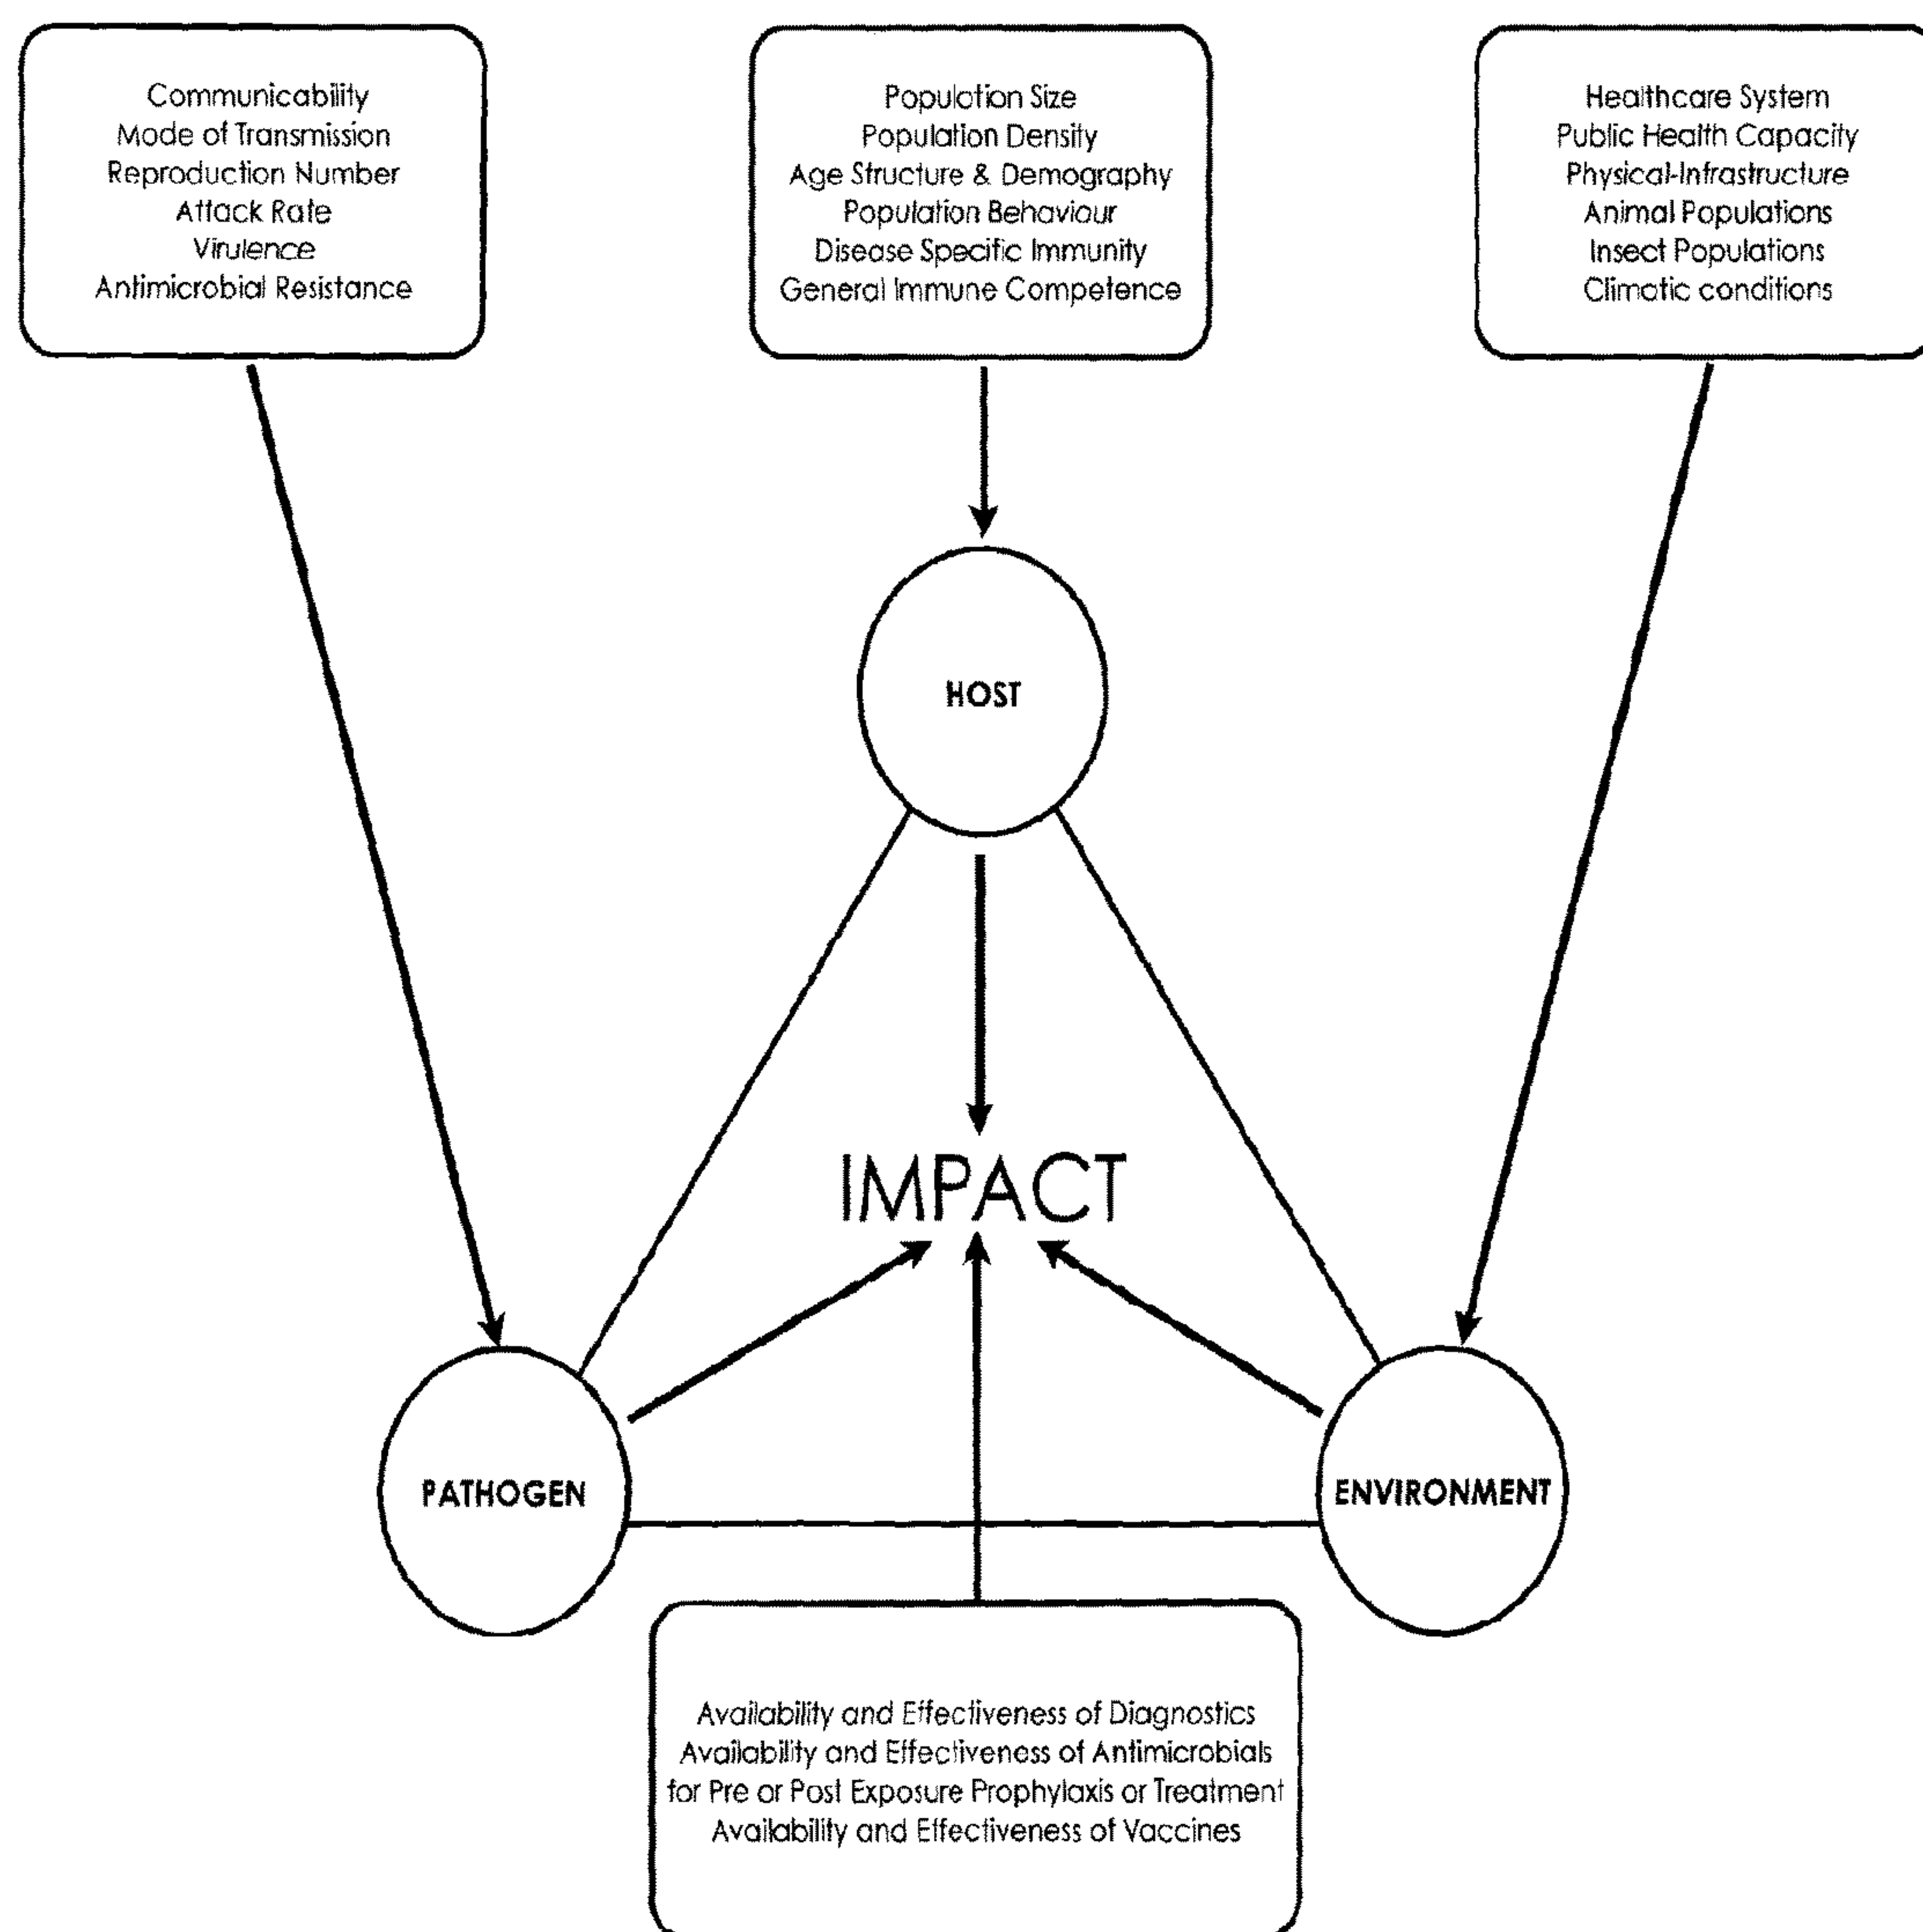 Communicability
Mode of Transmission
Reproduction Number
Attack Rate
Virulence
Antimicrobial Resistance
Population Size
Population Density
Age Structure & Demography
Population Behaviour
Disease Specific Immunity
General Immune Competence
Healthcare System
Public Health Capacity
Physical-Infrastructure
Animal Populations
Insect Populations
Climatic conditions
HOST
IMPACT
PATHOGEN
ENVIRONMENT
Availability and Effectiveness of Diagnostics
Availability and Effectiveness of Antimicrobials
for Pre or Post Exposure Prophylaxis or Treatment
Availability and Effectiveness of Vaccines